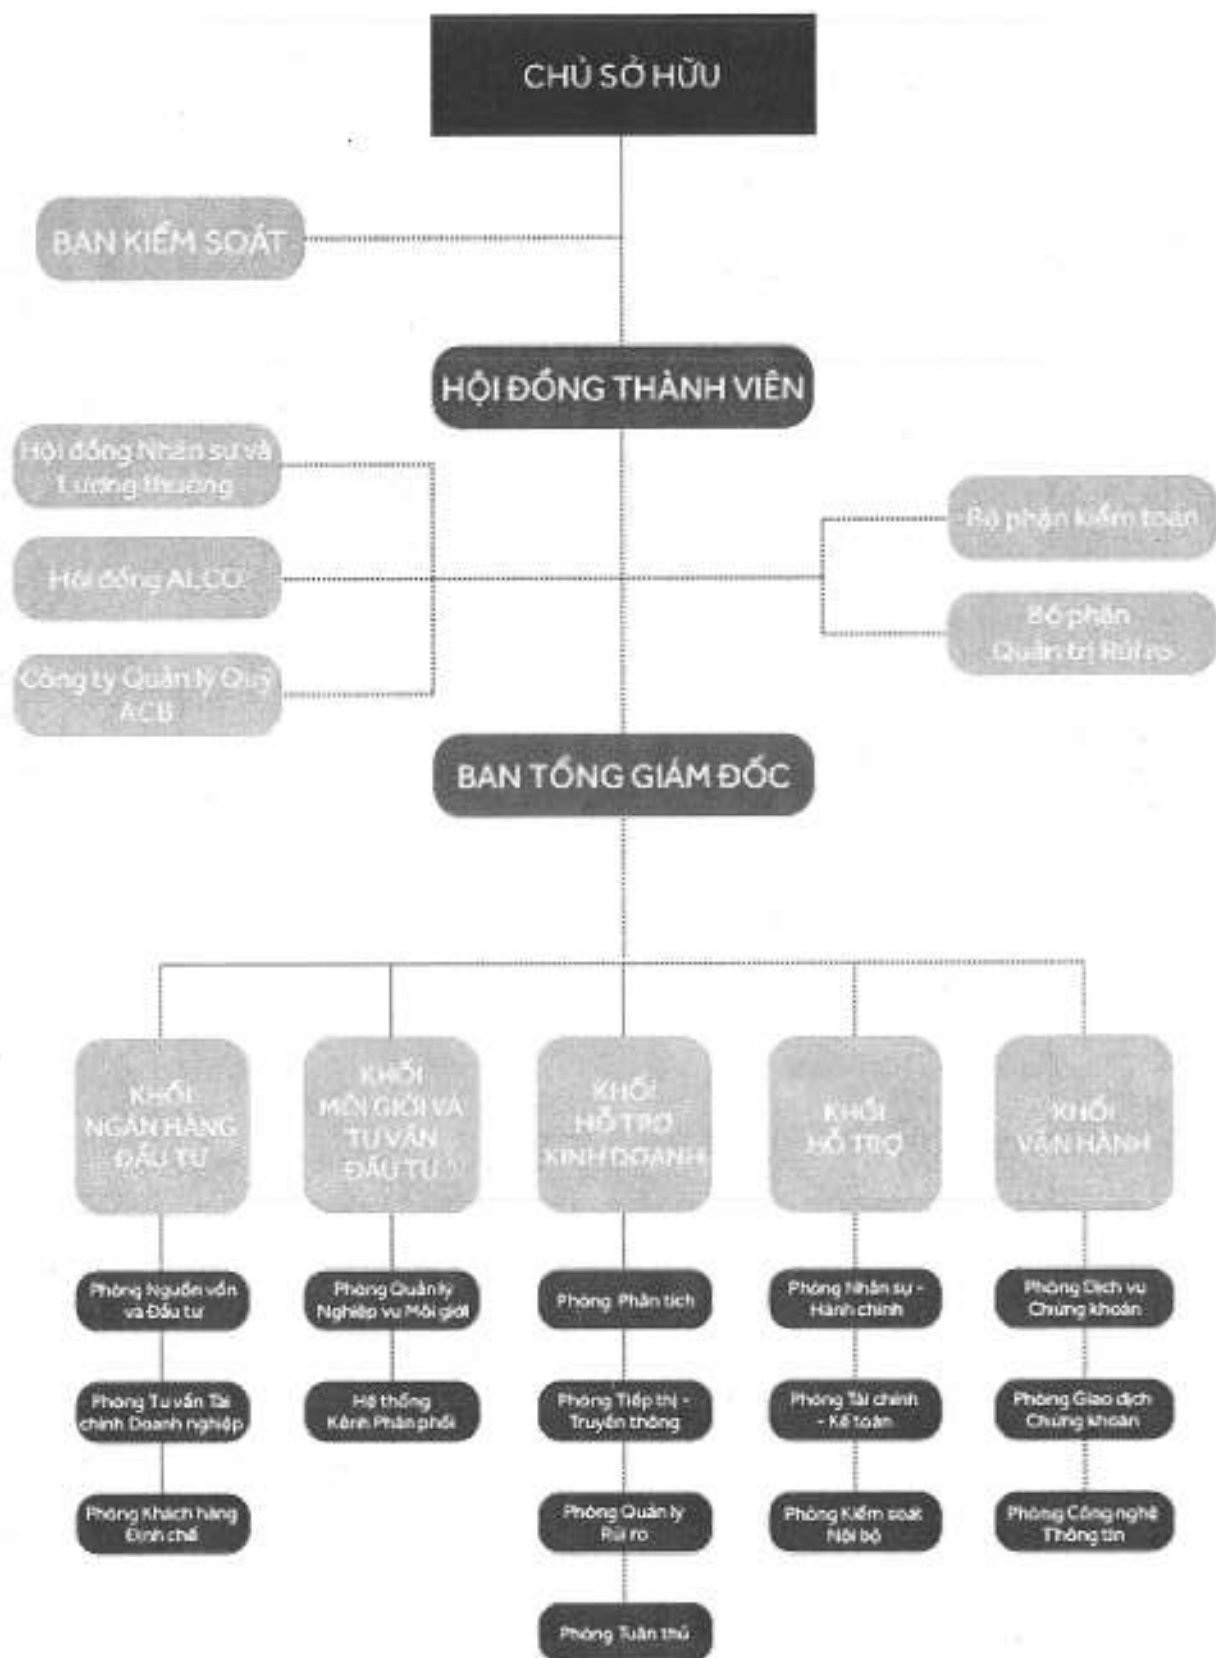 CHỦ SỞ HỮU
BAN KIỂM SOÁT
HỘI ĐỒNG THÀNH VIÊN
Hội đồng Nhân sự và
Lương thưởng
Hội đồng ALCO
Công ty Quản lý Quỹ
ACB
Bộ phận kiểm toán
Bộ phận
Quản trị Rủi ro
BAN TỔNG GIÁM ĐỐC
KHỐI
NGÂN HÀNG
ĐẦU TƯ
KHỐI
MÔI GIỚI VÀ
TƯ VẤN
ĐẦU TƯ
KHỐI
HỖ TRỢ
KINH DOANH
KHỐI
HỖ TRỢ
KHỐI
VẬN HÀNH
Phòng Nguồn vốn
và Đầu tư
Phòng Tư vấn Tài
chính Doanh nghiệp
Phòng Khách hàng
Định chế
Phòng Quản lý
Nghiệp vụ Môi giới
Hệ thống
Kênh Phân phối
Phòng Phân tích
Phòng Tiếp thị -
Truyền thông
Phòng Quản lý
Rủi ro
Phòng Tuân thủ
Phòng Nhân sự -
Hành chính
Phòng Tài chính
- Kế toán
Phòng Kiểm soát
Nội bộ
Phòng Dịch vụ
Chứng khoán
Phòng Giao dịch
Chứng khoán
Phòng Công nghệ
Thông tin